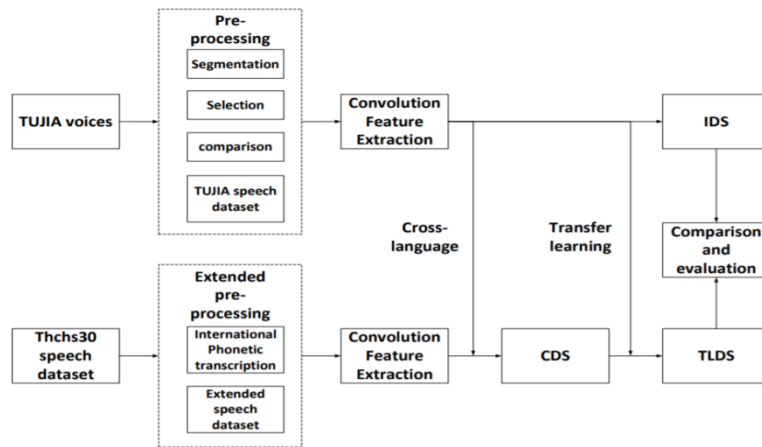 Pre-
processing
Segmentation
Selection
comparison
TUJIA speech
dataset
TUJIA voices
Convolution
Feature
Extraction
IDS
Cross-
language
Transfer
learning
Comparison
and
evaluation
Extended
pre-
processing
International
Phonetic
transcription
Extended
speech
dataset
Thchs30
speech
dataset
Convolution
Feature
Extraction
CDS
TLDS